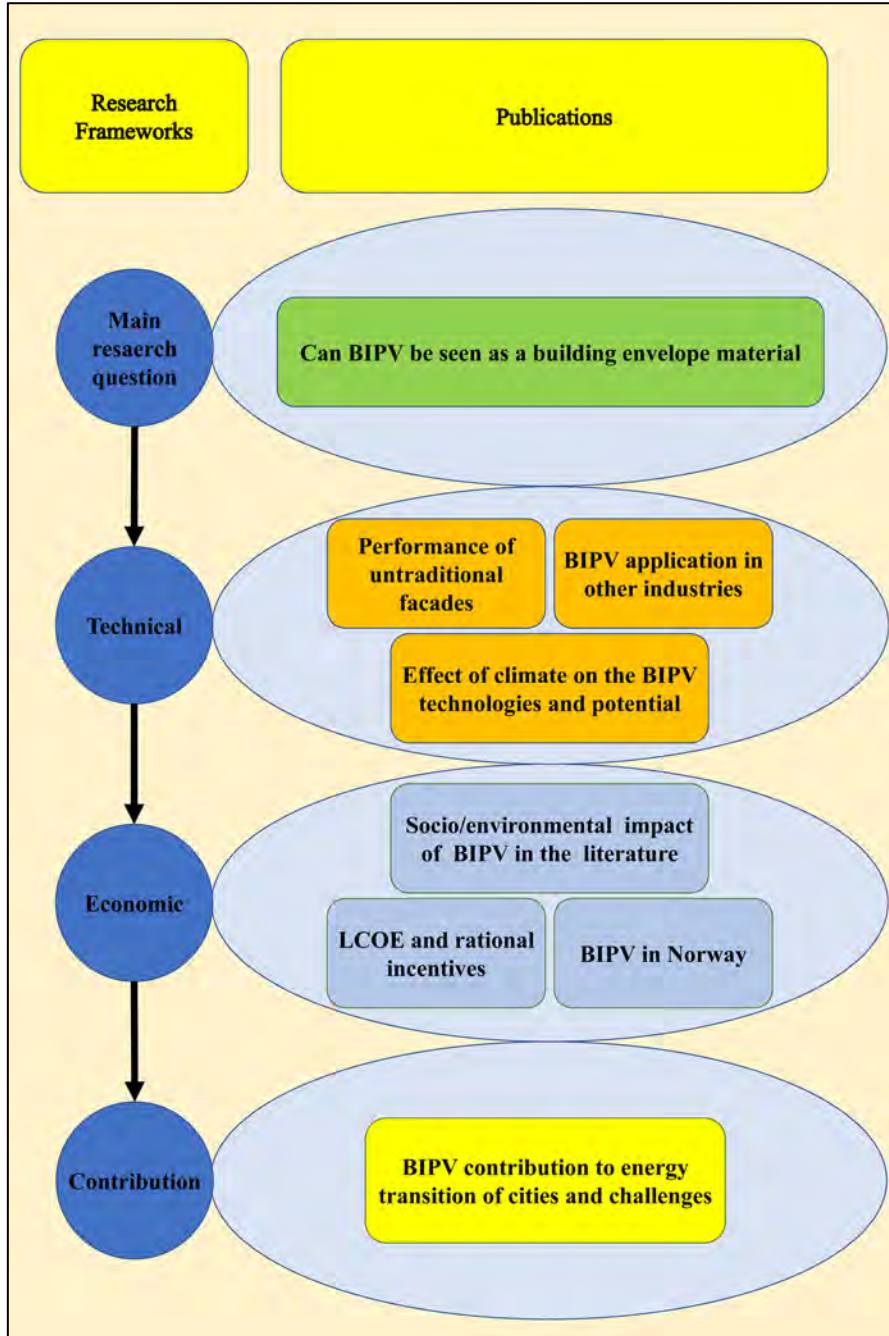 Research
Frameworks
Publications
Main
resaerch
question
Can BIPV be seen as a building envelope material
Technical
Performance of
untraditional
facades
BIPV application in
other industries
Effect of climate on the BIPV
technologies and potential
Economic
Socio/environmental impact
of BIPV in the literature
LCOE and rational
incentives
BIPV in Norway
Contribution
BIPV contribution to energy
transition of cities and challenges